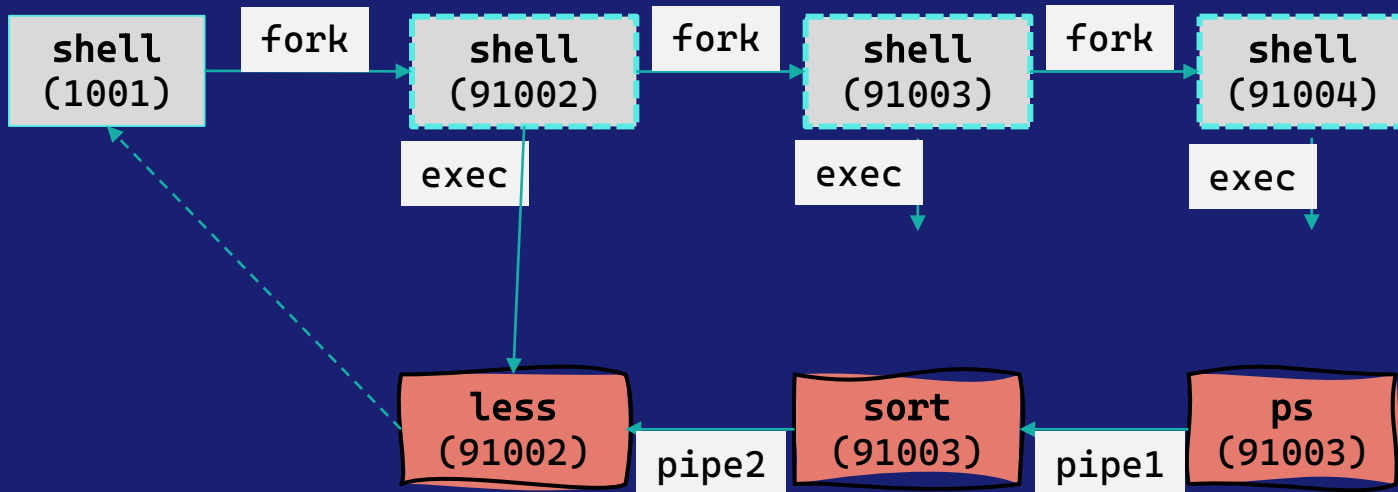 shell
(1001)
fork
shell
(91002)
fork
shell
(91003)
fork
shell
(91004)
exec
exec
exec
less
(91002)
pipe2
sort
(91003)
pipe1
ps
(91003)